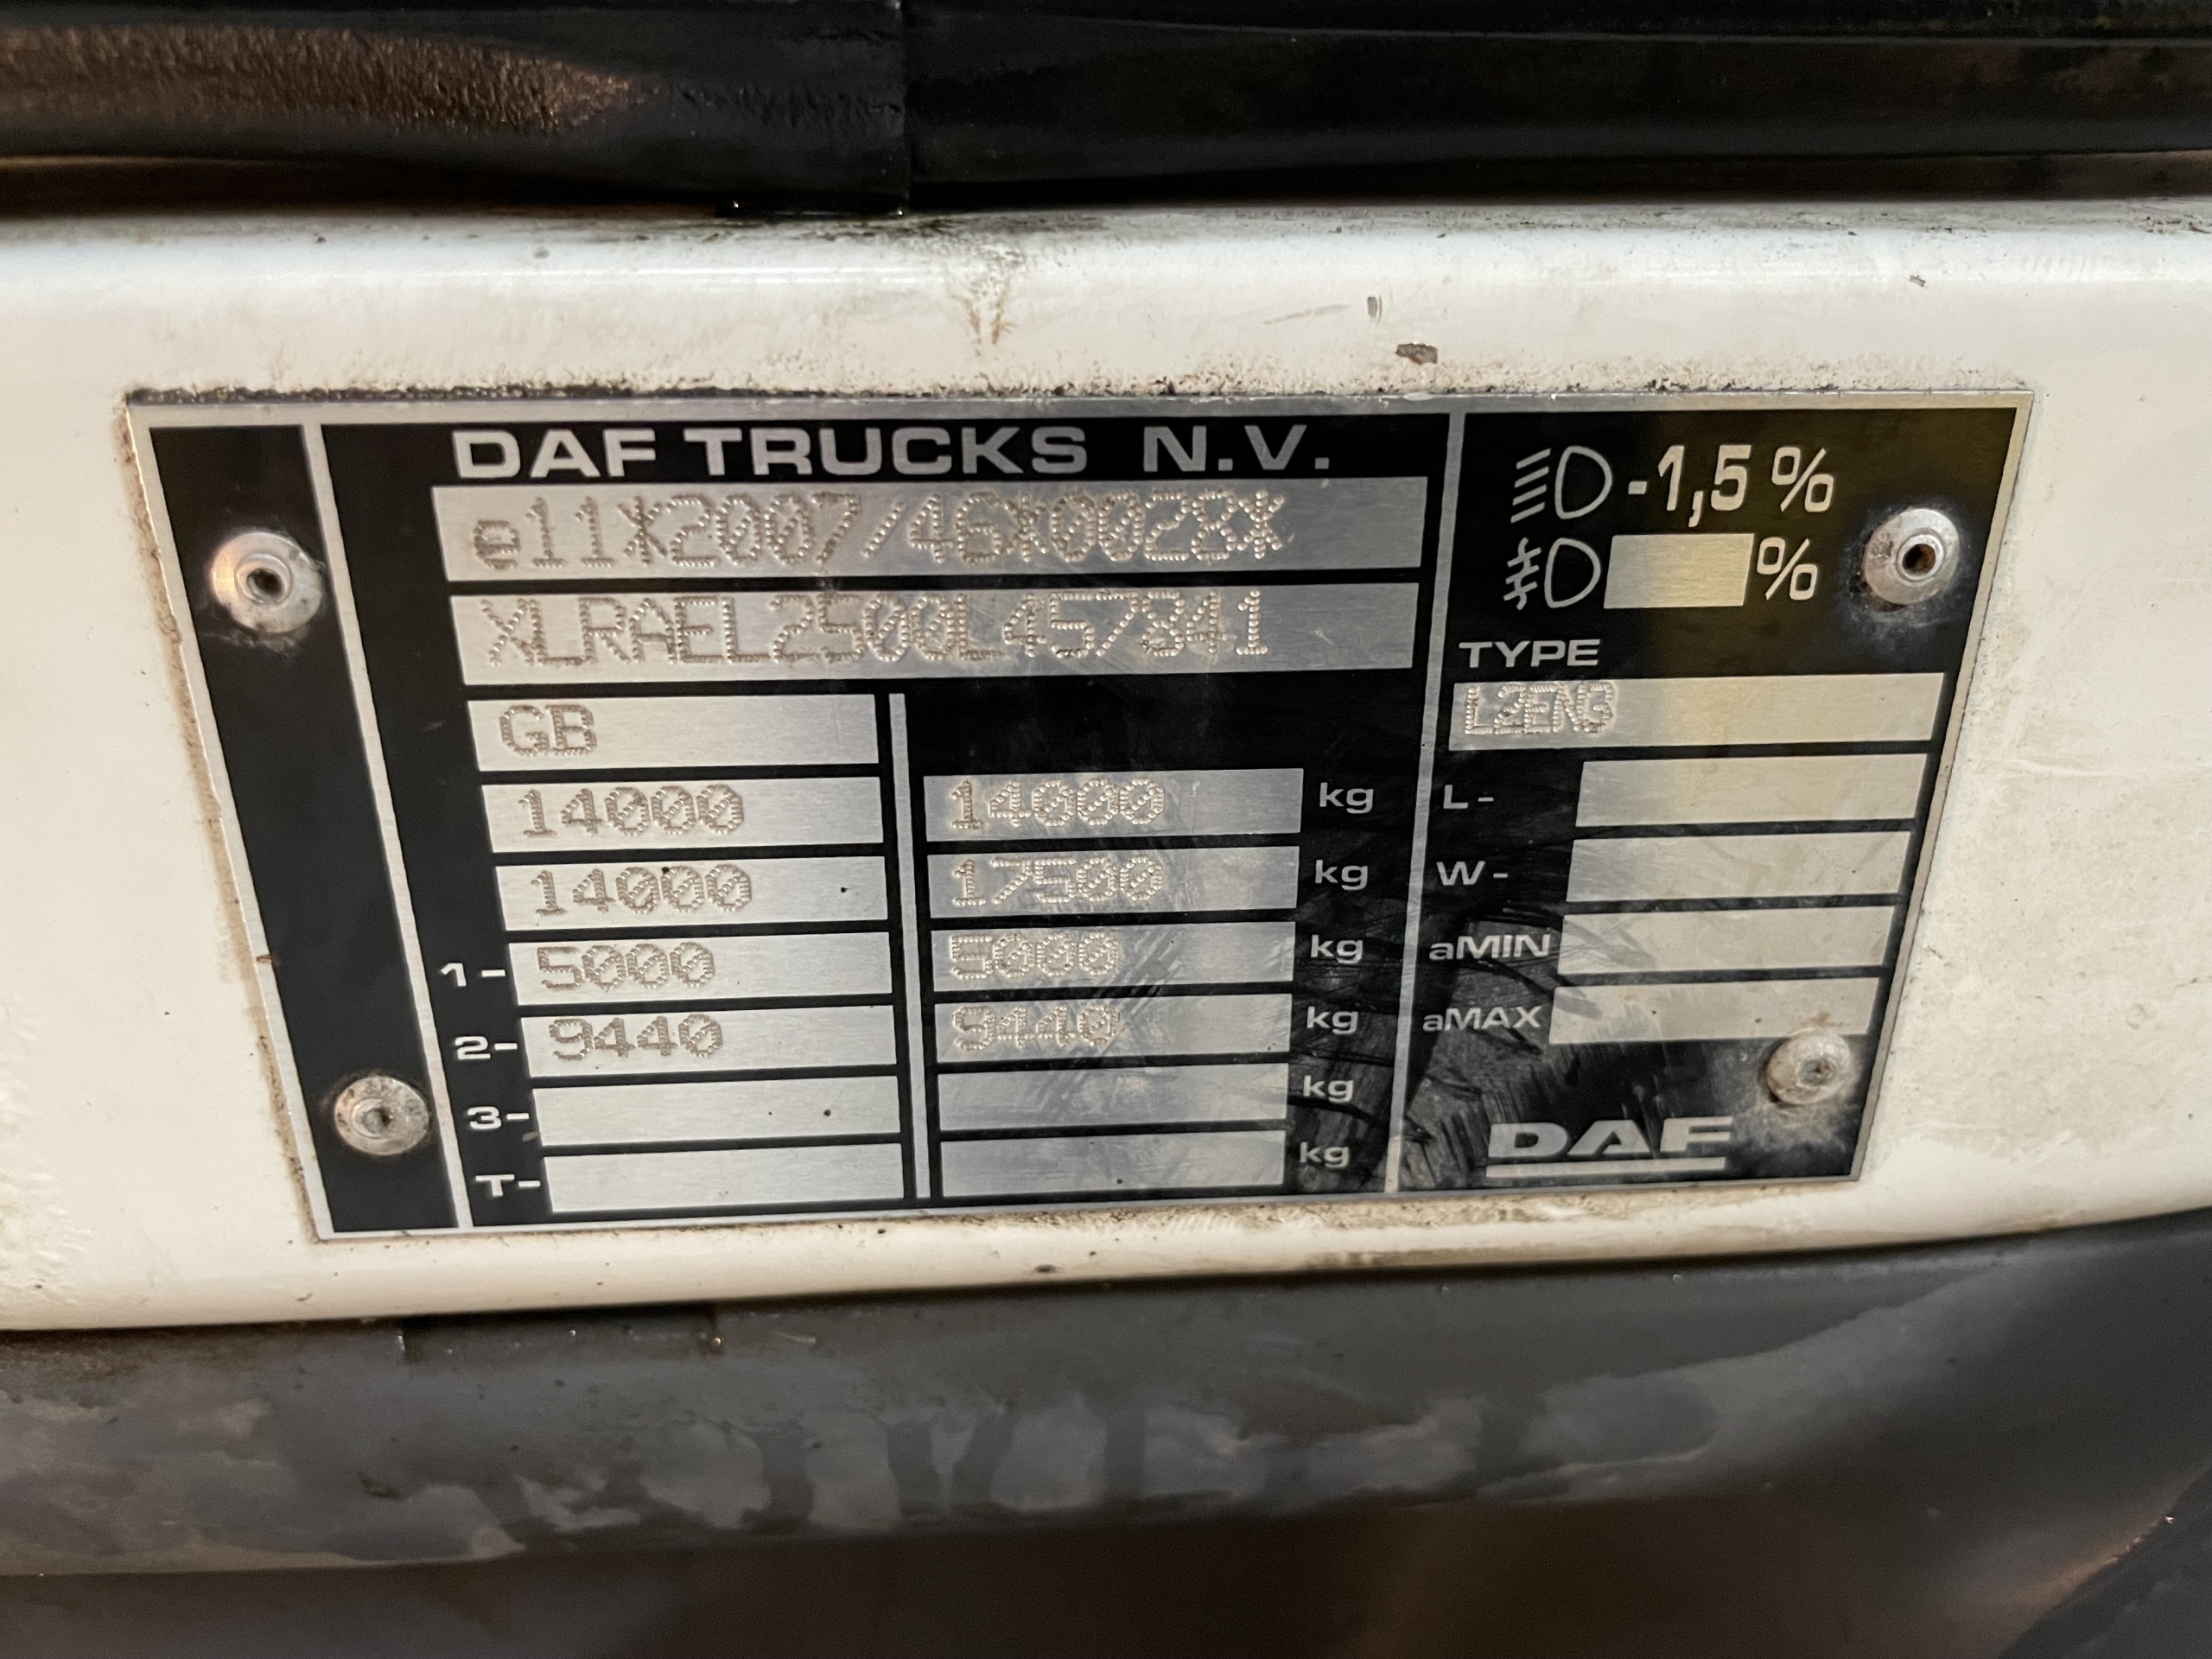 DAF TRUCKS N.V.
e11*2007/46*0028*
XLRAEL2500L457841
GB
14000 14000 kg
14000 17500 kg
1- 5000 5000 kg
2- 9440 9440 kg
3- kg
T- kg
-1,5 %
%
TYPE
L2EN3
L-
W-
aMIN
aMAX
DAF